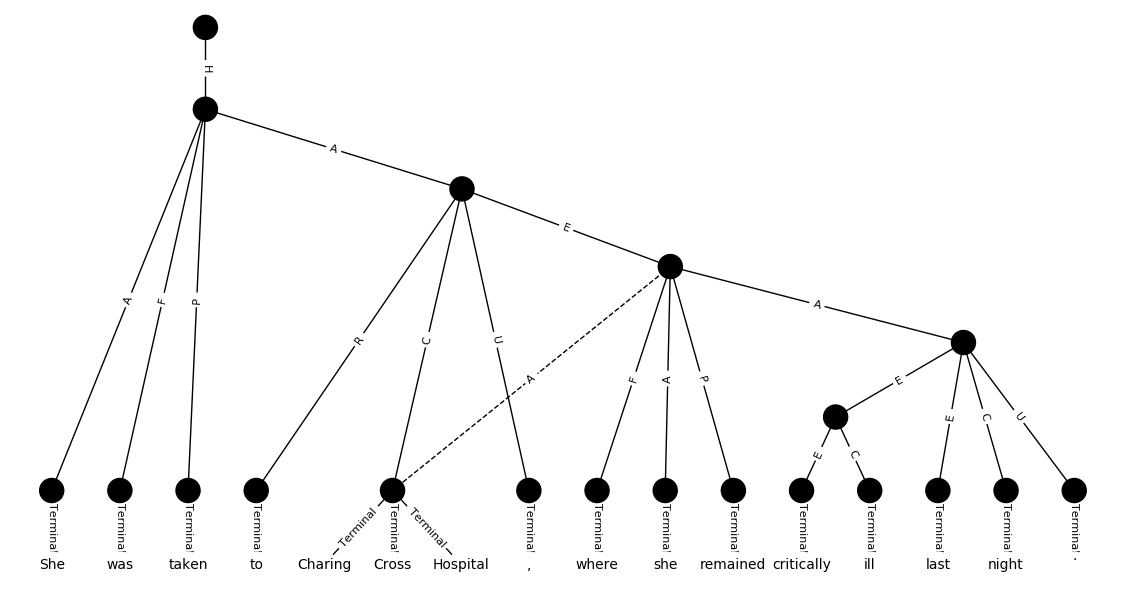 H
A
E
A F P
R C U A
F A P
A
E
E C U
E C
Terminal Terminal Terminal Terminal Terminal Terminal Terminal Terminal Terminal Terminal Terminal Terminal Terminal Terminal Terminal Terminal
She was taken to Charing Cross Hospital , where she remained critically ill last night .